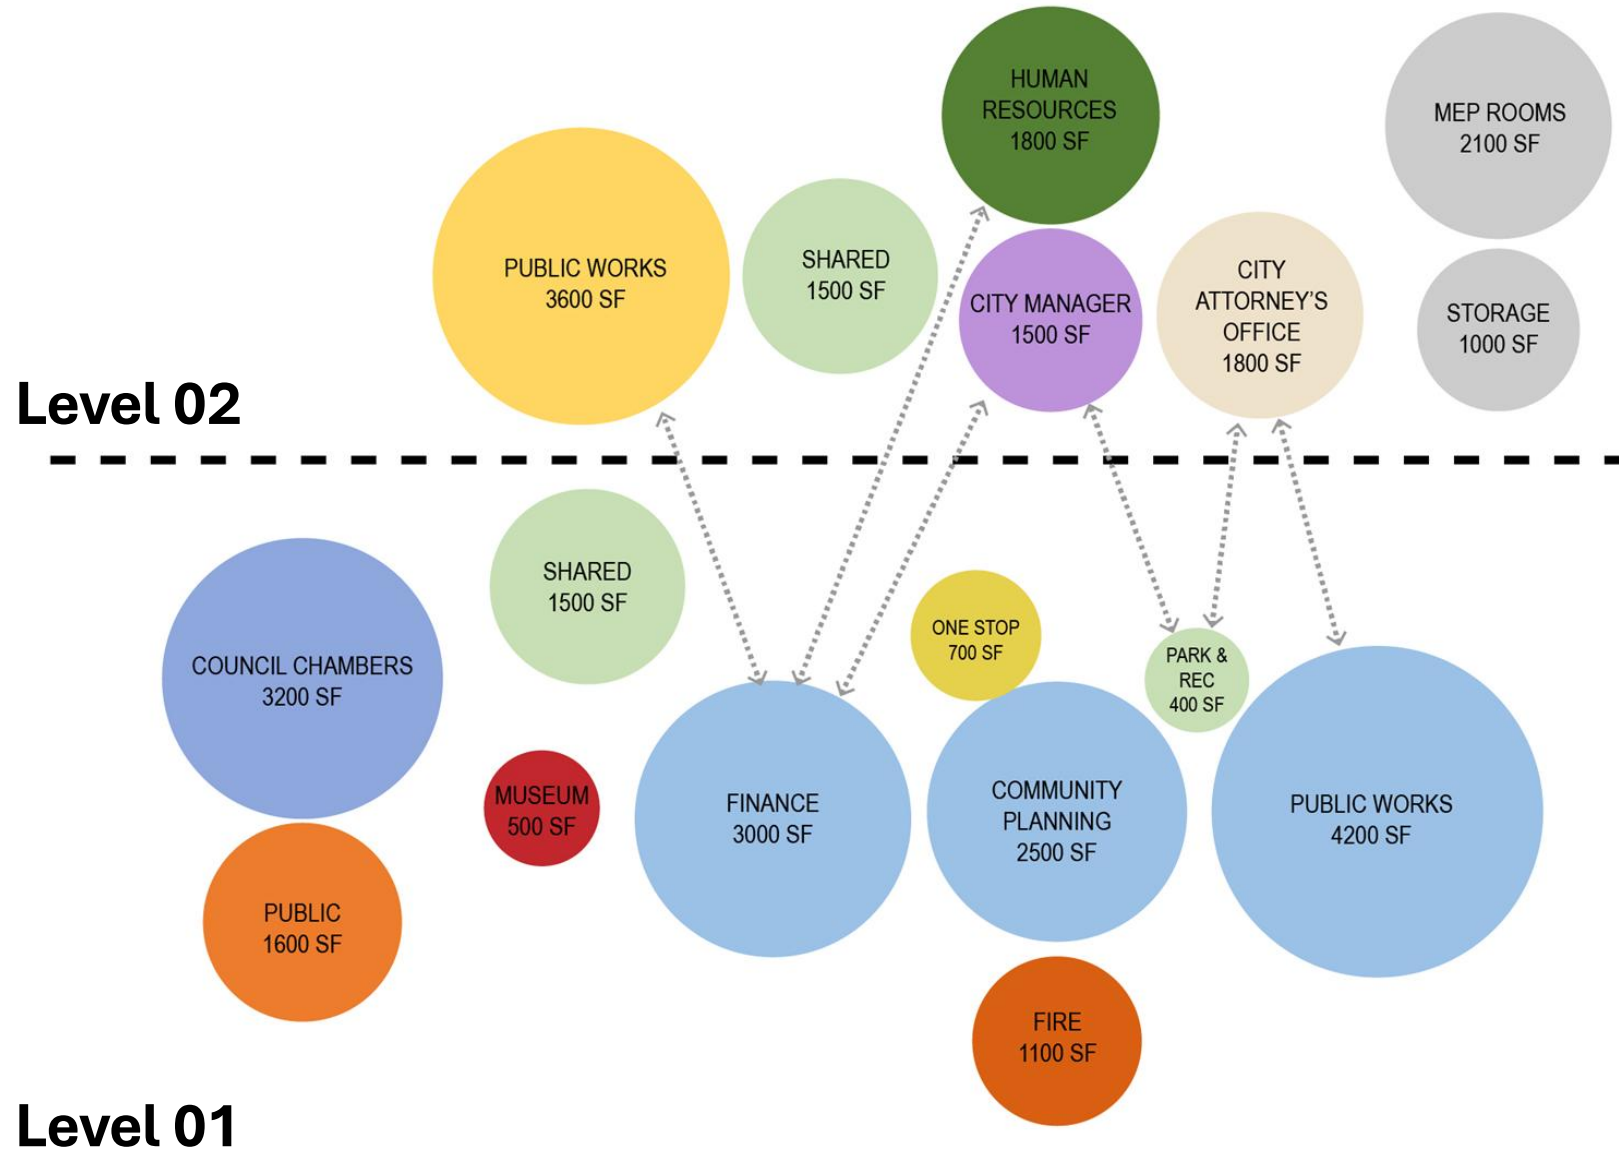 HUMAN
RESOURCES
1800 SF
MEP ROOMS
2100 SF
PUBLIC WORKS
3600 SF
SHARED
1500 SF
CITY MANAGER
1500 SF
CITY
ATTORNEY'S
OFFICE
1800 SF
STORAGE
1000 SF
Level 02
SHARED
1500 SF
COUNCIL CHAMBERS
3200 SF
ONE STOP
700 SF
PARK &
REC
400 SF
MUSEUM
500 SF
FINANCE
3000 SF
COMMUNITY
PLANNING
2500 SF
PUBLIC WORKS
4200 SF
PUBLIC
1600 SF
FIRE
1100 SF
Level 01